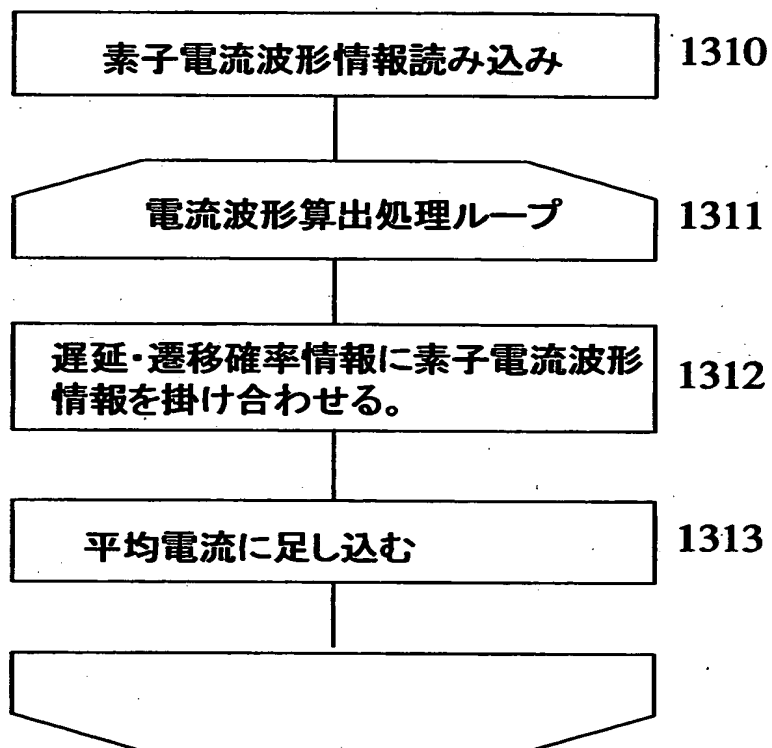 素子電流波形情報読み込み 1310
電流波形算出処理ループ 1311
遅延・遷移確率情報に素子電流波形
情報を掛け合わせる。 1312
平均電流に足し込む 1313